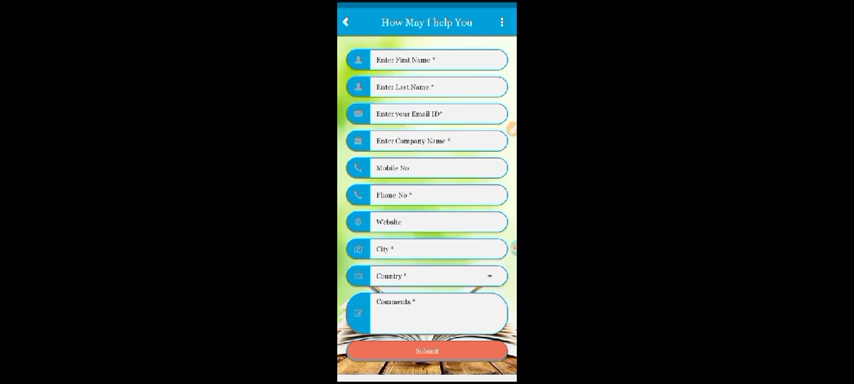 How May I help You
Enter First Name *
Enter Last Name *
Enter your Email ID*
Enter Company Name *
Mobile No
Phone No *
Website
City *
Country *
Comments *
Submit